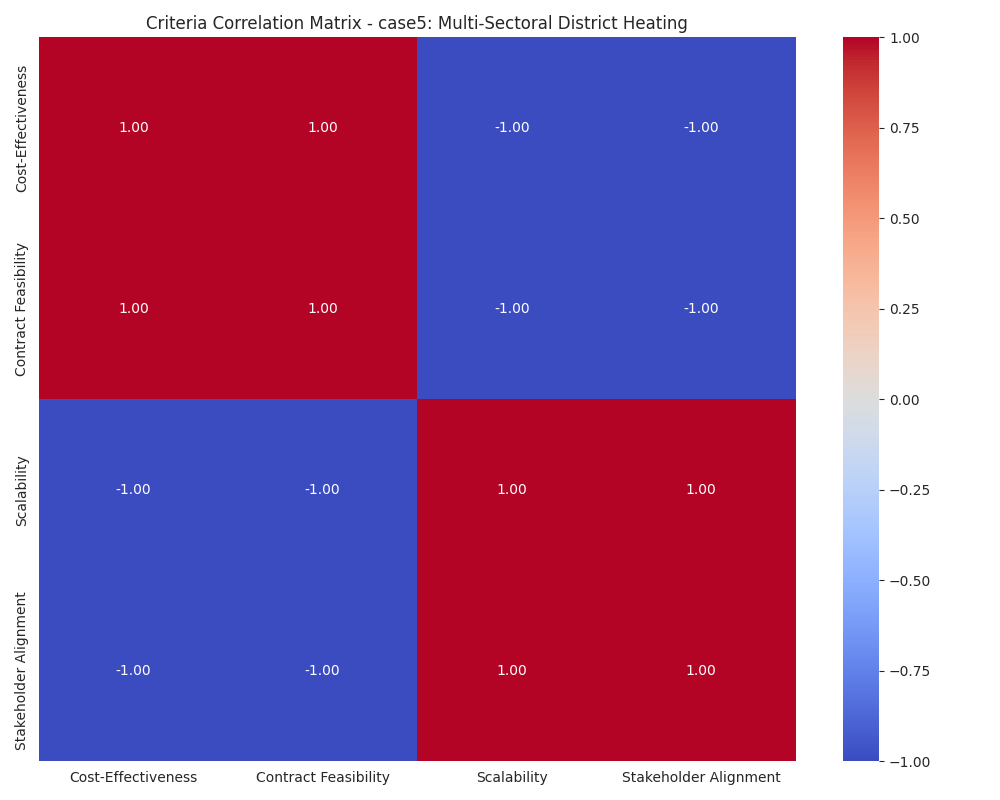 Criteria Correlation Matrix - case5: Multi-Sectoral District Heating
Cost-Effectiveness
1.00 1.00 -1.00 -1.00
Contract Feasibility
1.00 1.00 -1.00 -1.00
Scalability
-1.00 -1.00 1.00 1.00
Stakeholder Alignment
-1.00 -1.00 1.00 1.00
Cost-Effectiveness Contract Feasibility Scalability Stakeholder Alignment
1.00
0.75
0.50
0.25
0.00
−0.25
−0.50
−0.75
−1.00